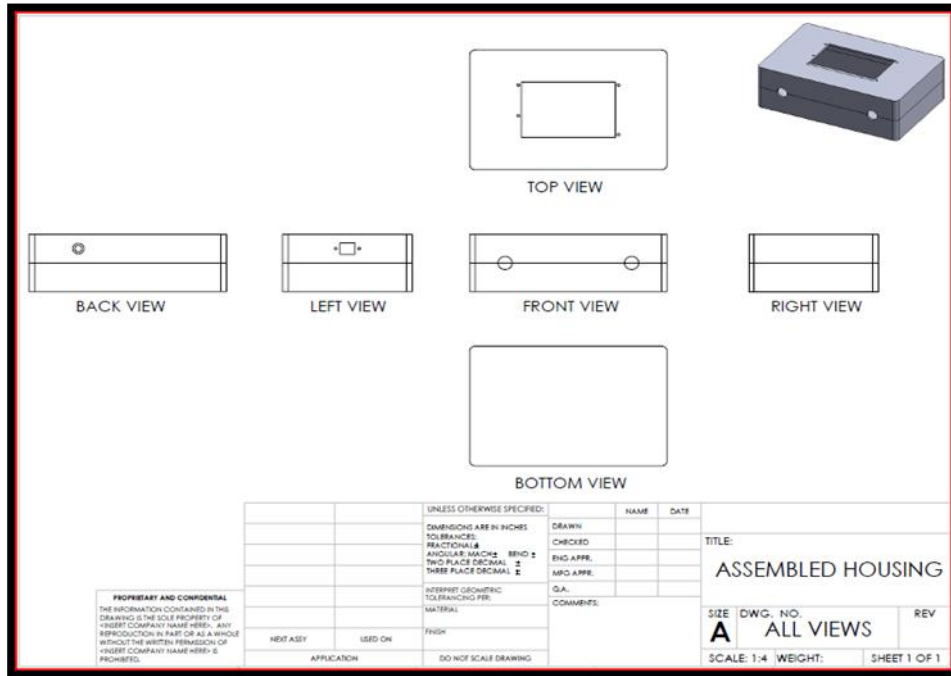 TOP VIEW
BACK VIEW
LEFT VIEW
FRONT VIEW
RIGHT VIEW
BOTTOM VIEW
PROPRIETARY AND CONFIDENTIAL
THE INFORMATION CONTAINED IN THIS
DRAWING IS THE SOLE PROPERTY OF
<INSERT COMPANY NAME HERE>. ANY
REPRODUCTION IN PART OR AS A WHOLE
WITHOUT THE WRITTEN PERMISSION OF
<INSERT COMPANY NAME HERE> IS
PROHIBITED.
NEXT ASSY
USED ON
APPLICATION
UNLESS OTHERWISE SPECIFIED:
DIMENSIONS ARE IN INCHES
TOLERANCES:
FRACTIONAL±
ANGULAR: MACH± BEND ±
TWO PLACE DECIMAL ±
THREE PLACE DECIMAL ±
INTERPRET GEOMETRIC
TOLERANCING PER:
MATERIAL
FINISH
DO NOT SCALE DRAWING
NAME
DATE
DRAWN
CHECKED
ENG APPR.
MFG APPR.
Q.A.
COMMENTS:
TITLE:
ASSEMBLED HOUSING
SIZE
A
DWG. NO.
ALL VIEWS
REV
SCALE: 1:4
WEIGHT:
SHEET 1 OF 1